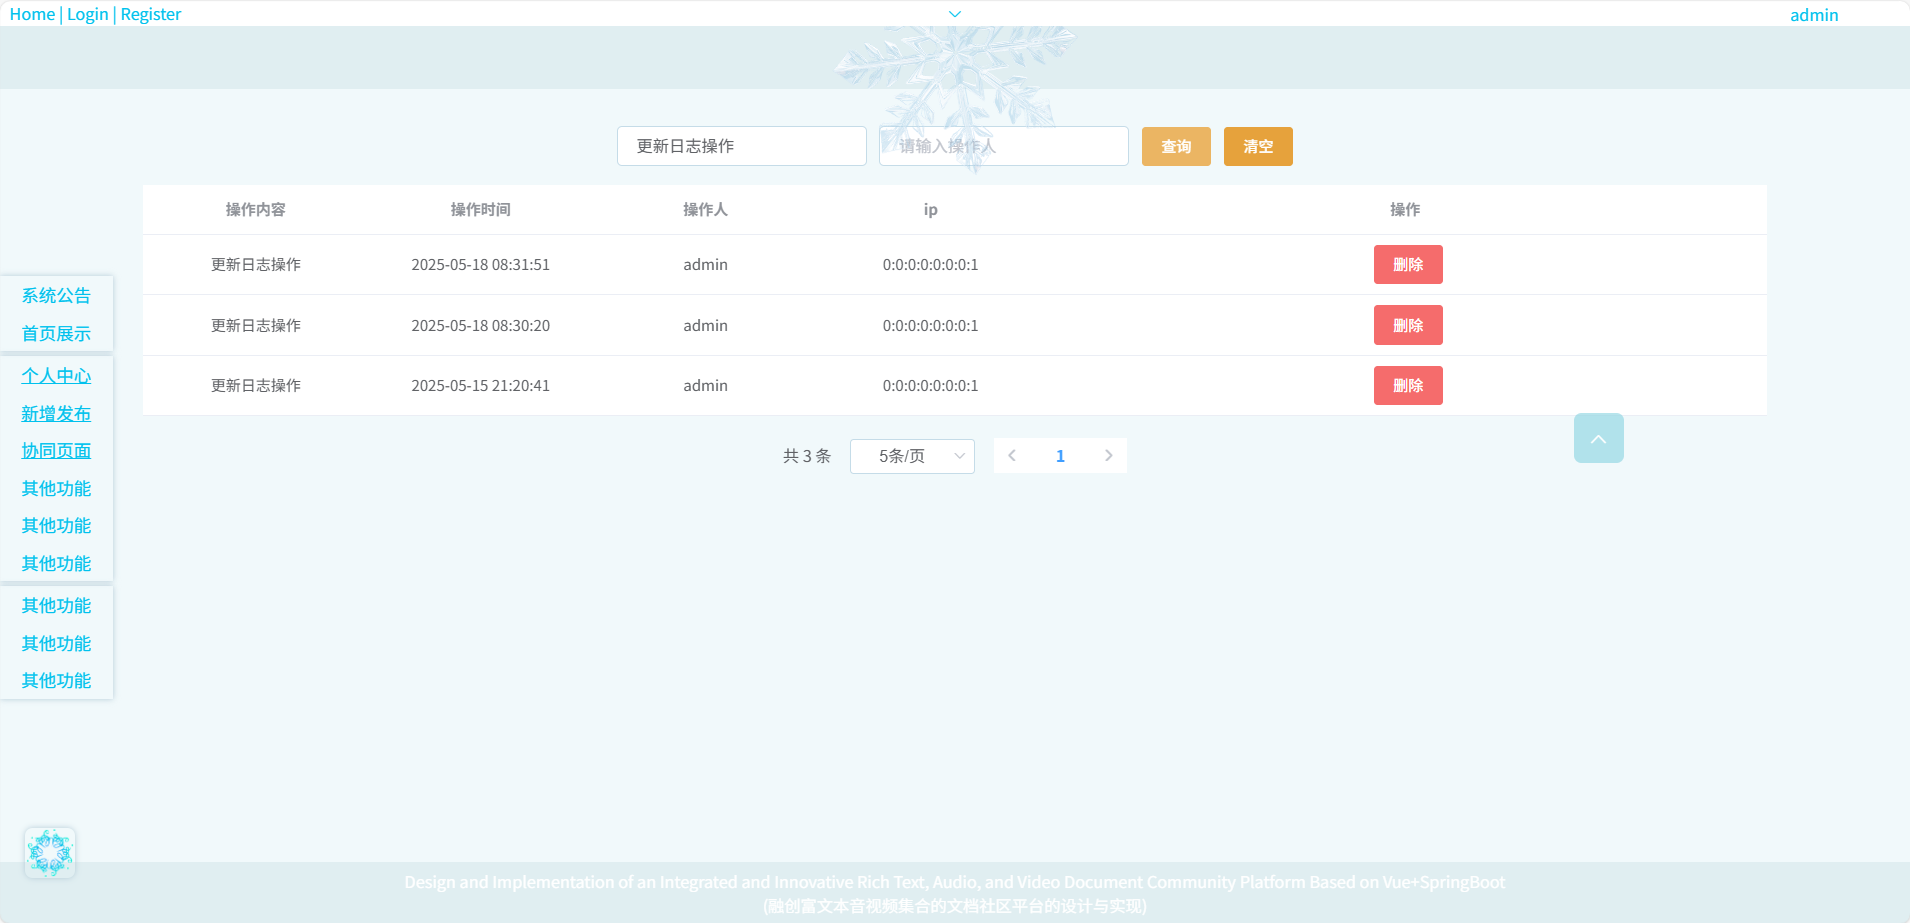 Home | Login | Register
admin
更新日志操作
请输入操作人
查询
清空
操作内容 操作时间 操作人 ip 操作
更新日志操作 2025-05-18 08:31:51 admin 0:0:0:0:0:0:0:1 删除
更新日志操作 2025-05-18 08:30:20 admin 0:0:0:0:0:0:0:1 删除
更新日志操作 2025-05-15 21:20:41 admin 0:0:0:0:0:0:0:1 删除
共 3 条 5条/页 1
系统公告
首页展示
个人中心
新增发布
协同页面
其他功能
其他功能
其他功能
其他功能
其他功能
其他功能
Design and Implementation of an Integrated and Innovative Rich Text, Audio, and Video Document Community Platform Based on Vue+SpringBoot
(融创富文本音视频集合的文档社区平台的设计与实现)